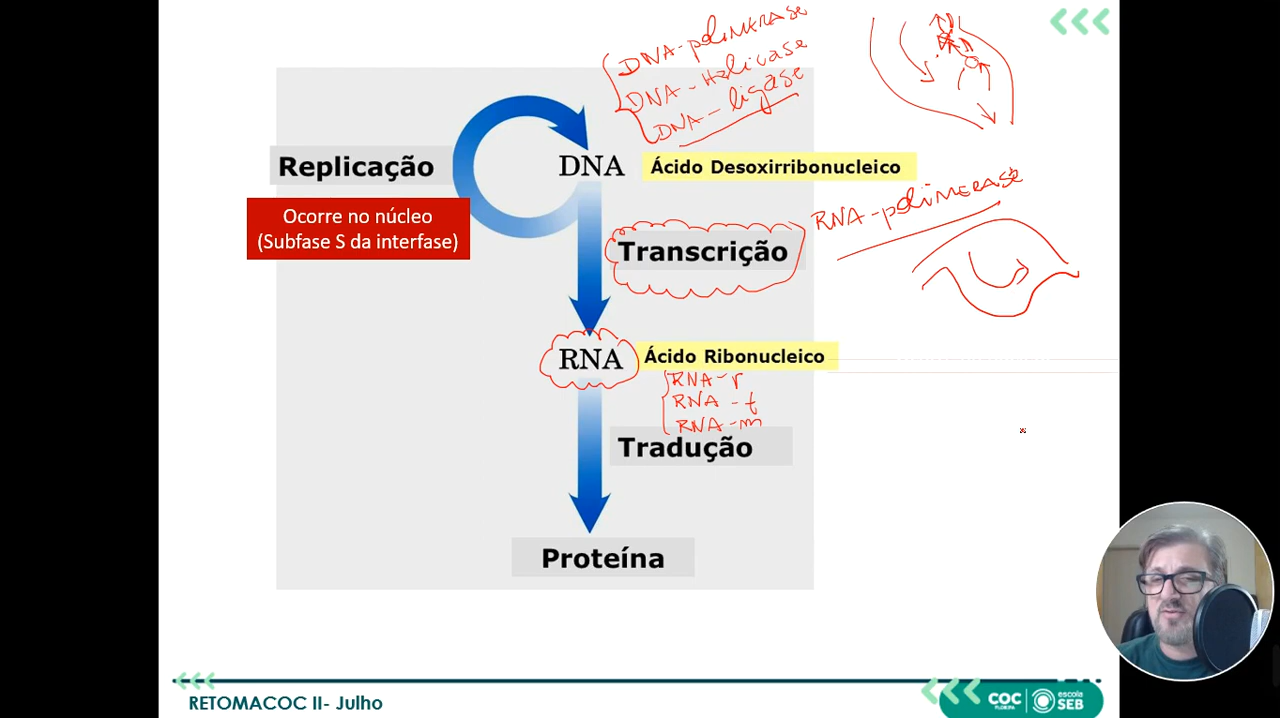 DNA-polimerase
DNA-Helicase
DNA-ligase
Replicação
DNA
Ácido Desoxirribonucleico
Ocorre no núcleo
(Subfase S da interfase)
RNA-polimerase
Transcrição
RNA
Ácido Ribonucleico
RNA-r
RNA-t
RNA-m
Tradução
Proteína
RETOMACOC II- Julho
COC
FLORIPA
escola
SEB